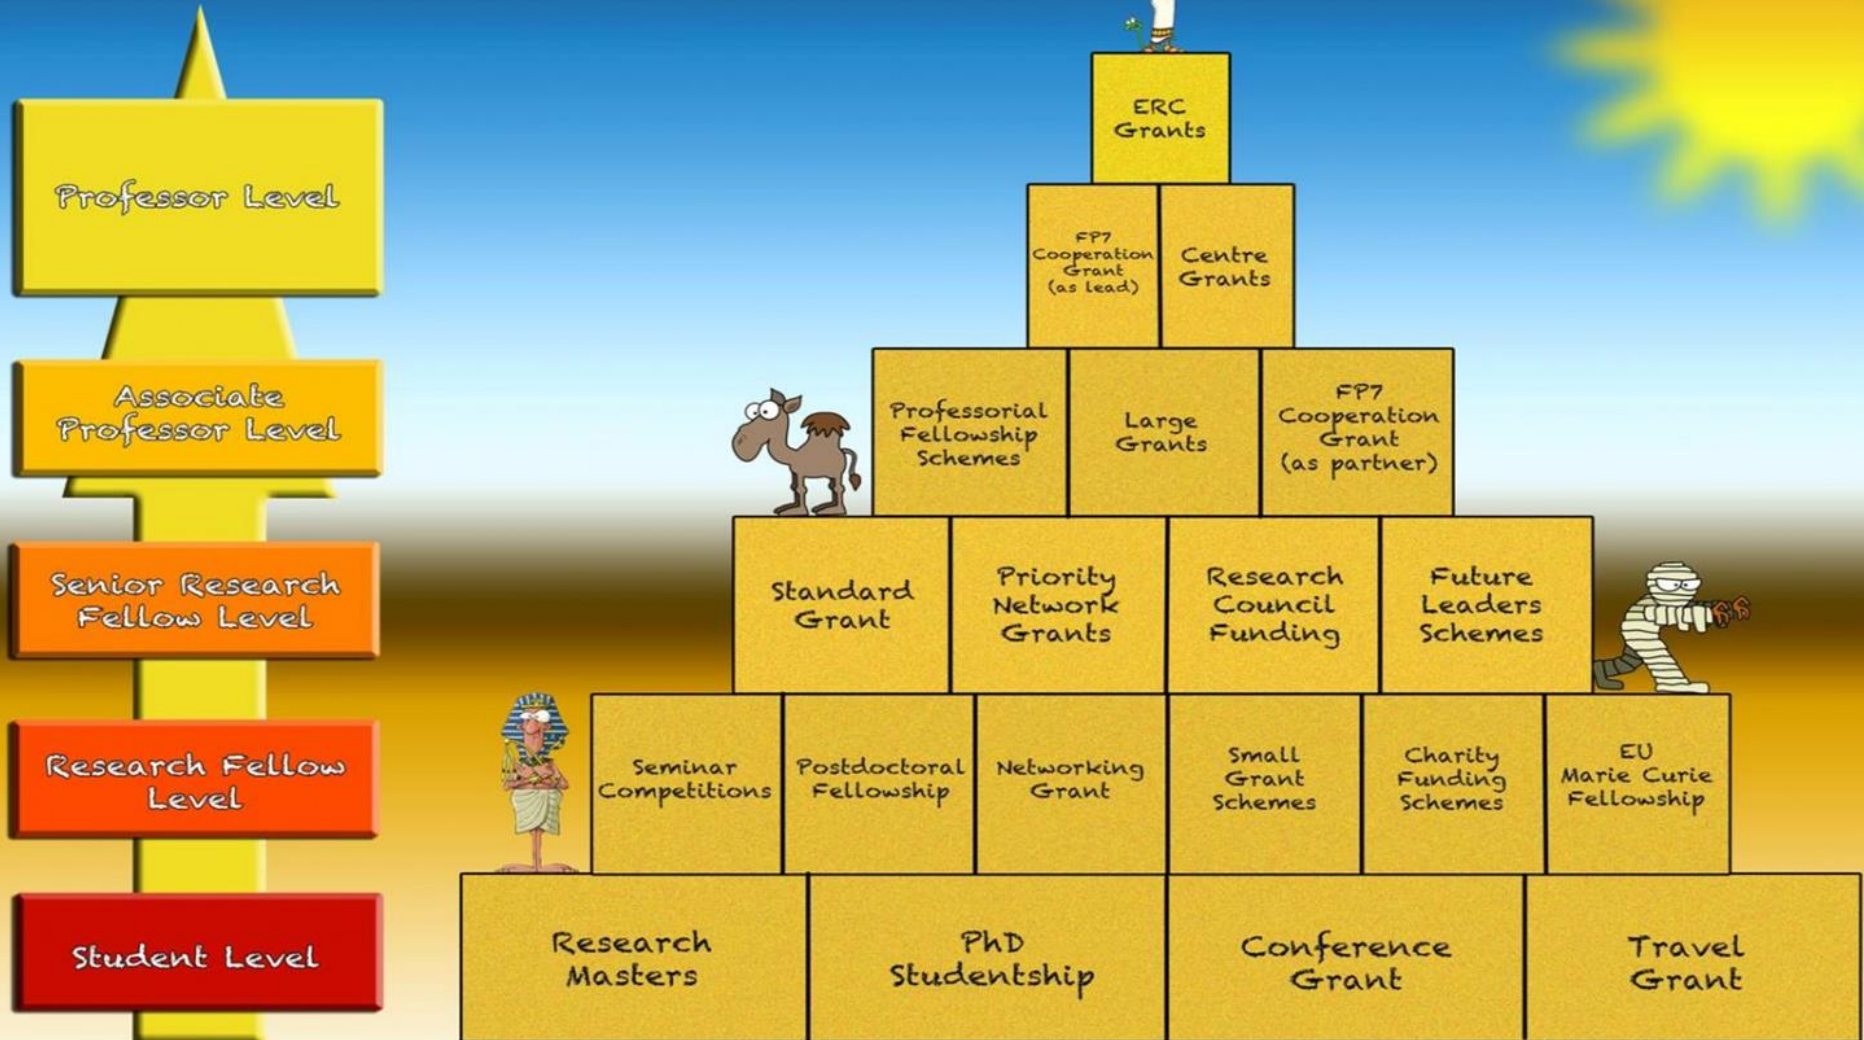 Professor Level
Associate
Professor Level
Senior Research
Fellow Level
Research Fellow
Level
Student Level
ERC
Grants
FP7
Cooperation
Grant
(as lead)
Centre
Grants
Professorial
Fellowship
Schemes
Large
Grants
FP7
Cooperation
Grant
(as partner)
Standard
Grant
Priority
Network
Grants
Research
Council
Funding
Future
Leaders
Schemes
Seminar
Competitions
Postdoctoral
Fellowship
Networking
Grant
Small
Grant
Schemes
Charity
Funding
Schemes
EU
Marie Curie
Fellowship
Research
Masters
PhD
Studentship
Conference
Grant
Travel
Grant